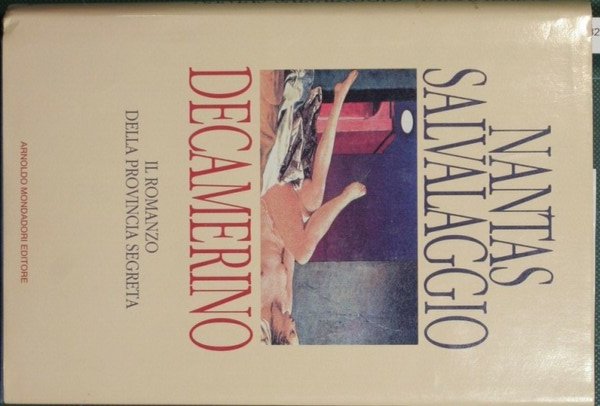 NANTAS
SALVALAGGIO
DECAMERINO
IL ROMANZO
DELLA PROVINCIA SEGRETA
ARNOLDO MONDADORI EDITORE